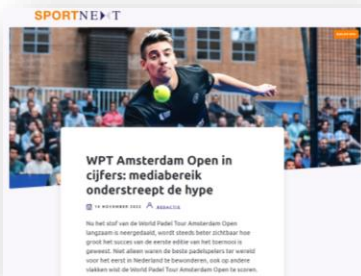 SPORTNEXT
WPT Amsterdam Open in
cijfers: mediabereik
onderstreept de hype
14 NOVEMBER 2022 REDACTIE
Nu het stof van de World Padel Tour Amsterdam Open
langzaam is neergedaald, wordt steeds beter zichtbaar hoe
groot het succes van de eerste editie van het toernooi is
geweest. Niet alleen waren de beste padelspelers ter wereld
voor het eerst in Nederland te bewonderen, ook op andere
vlakken wist de World Padel Tour Amsterdam Open te scoren.